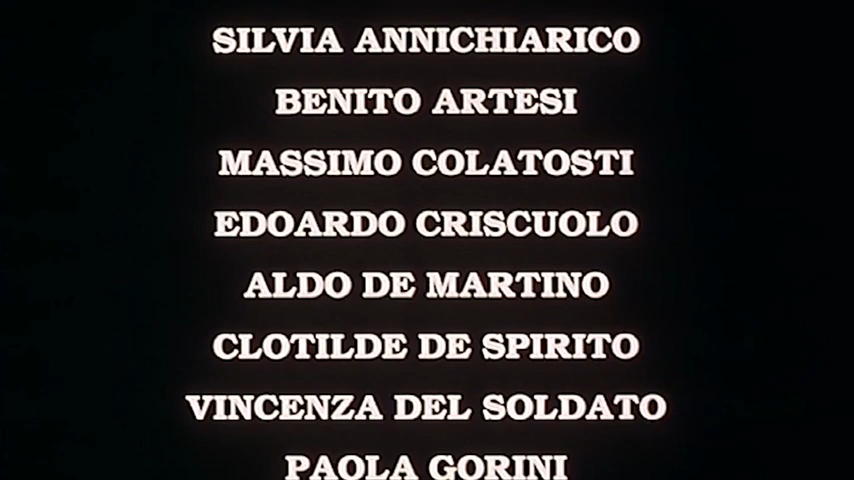 SILVIA ANNICHIARICO
BENITO ARTESI
MASSIMO COLATOSTI
EDOARDO CRISCUOLO
ALDO DE MARTINO
CLOTILDE DE SPIRITO
VINCENZA DEL SOLDATO
PAOLA GORINI